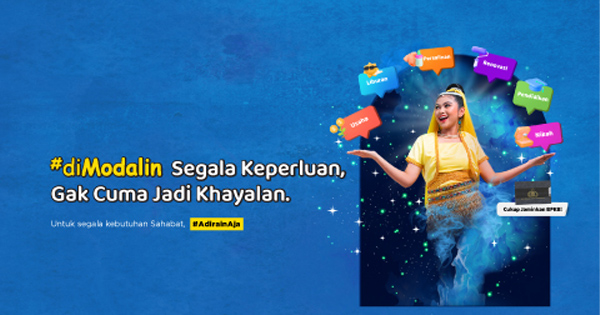 #diModalin Segala Keperluan,
Gak Cuma Jadi Khayalan.
Untuk segala kebutuhan Sahabat, #AdirainAja
Usaha
Liburan
Renovasi
Pendidikan
Nikah
Cukup Jaminkan BPKB!